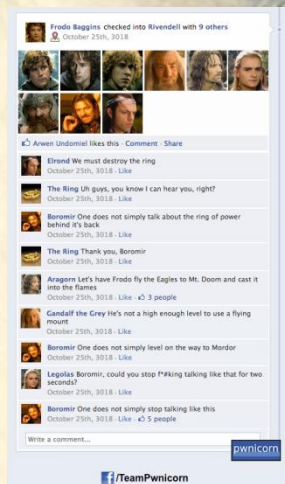 Frodo Baggins checked into Rivendell with 9 others
October 25th, 3018
Arwen Undomiel likes this · Comment · Share
Elrond We must destroy the ring
October 25th, 3018 · Like
The Ring Uh guys, you know I can hear you, right?
October 25th, 3018 · Like
Boromir One does not simply talk about the ring of power
behind it's back
October 25th, 3018 · Like
The Ring Thank you, Boromir
October 25th, 3018 · Like
Aragorn Let's have Frodo fly the Eagles to Mt. Doom and cast it
into the flames
October 25th, 3018 · Like · 3 people
Gandalf the Grey He's not a high enough level to use a flying
mount
October 25th, 3018 · Like
Boromir One does not simply level on the way to Mordor
October 25th, 3018 · Like
Legolas Boromir, could you stop f*#king talking like that for two
seconds?
October 25th, 3018 · Like
Boromir One does not simply stop talking like this
October 25th, 3018 · Like · 5 people
Write a comment...
pwnicorn
f /TeamPwnicorn